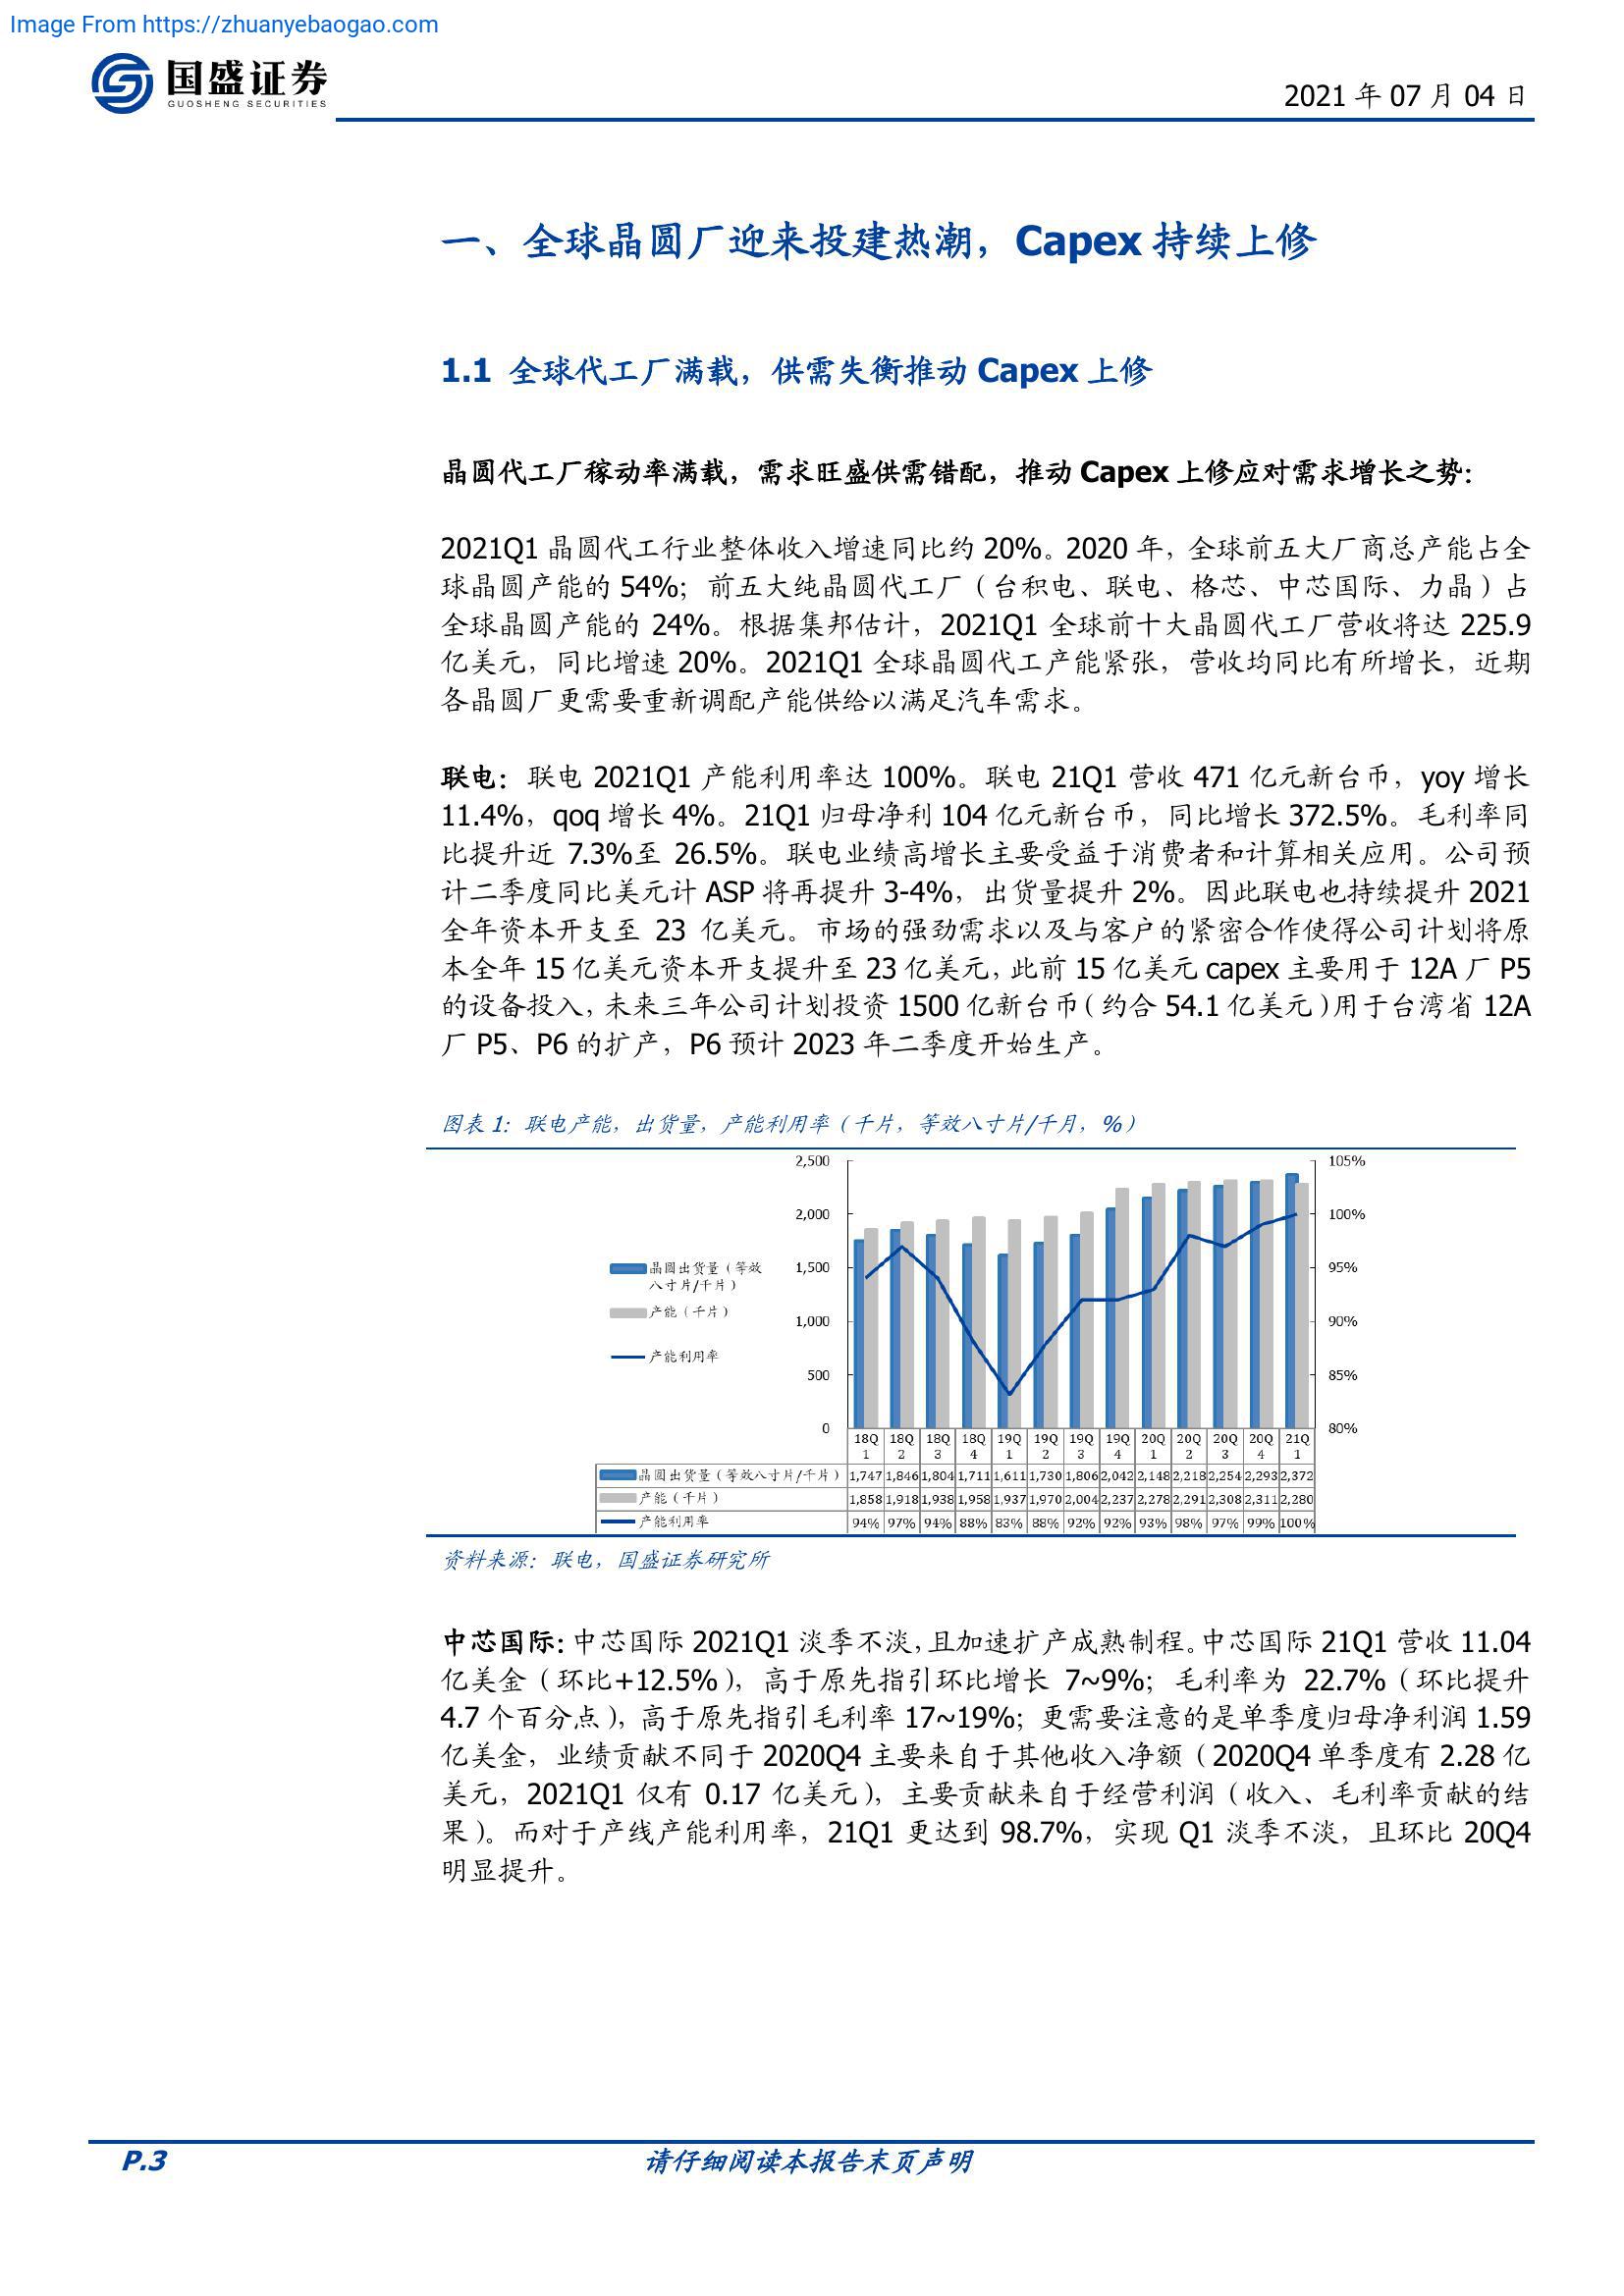 Image From https://zhuanyebaogao.com
国盛证券
GUOSHENG SECURITIES
2021 年 07 月 04 日
一、全球晶圆厂迎来投建热潮，Capex 持续上修
1.1 全球代工厂满载，供需失衡推动 Capex 上修
晶圆代工厂稼动率满载，需求旺盛供需错配，推动 Capex 上修应对需求增长之势：
2021Q1 晶圆代工行业整体收入增速同比约 20%。2020 年，全球前五大厂商总产能占全
球晶圆产能的 54%；前五大纯晶圆代工厂（台积电、联电、格芯、中芯国际、力晶）占
全球晶圆产能的 24%。根据集邦估计，2021Q1 全球前十大晶圆代工厂营收将达 225.9
亿美元，同比增速 20%。2021Q1 全球晶圆代工产能紧张，营收均同比有所增长，近期
各晶圆厂更需要重新调配产能供给以满足汽车需求。
联电：联电 2021Q1 产能利用率达 100%。联电 21Q1 营收 471 亿元新台币，yoy 增长
11.4%，qoq 增长 4%。21Q1 归母净利 104 亿元新台币，同比增长 372.5%。毛利率同
比提升近 7.3%至 26.5%。联电业绩高增长主要受益于消费者和计算相关应用。公司预
计二季度同比美元计 ASP 将再提升 3-4%，出货量提升 2%。因此联电也持续提升 2021
全年资本开支至 23 亿美元。市场的强劲需求以及与客户的紧密合作使得公司计划将原
本全年 15 亿美元资本开支提升至 23 亿美元，此前 15 亿美元 capex 主要用于 12A 厂 P5
的设备投入，未来三年公司计划投资 1500 亿新台币（约合 54.1 亿美元）用于台湾省 12A
厂 P5、P6 的扩产，P6 预计 2023 年二季度开始生产。
图表 1：联电产能，出货量，产能利用率（千片，等效八寸片/千月，%）
2,500 105%
2,000 100%
1,500 95%
1,000 90%
500 85%
0 80%
晶圆出货量（等效
八寸片/千片）
产能（千片）
产能利用率
18Q1 18Q2 18Q3 18Q4 19Q1 19Q2 19Q3 19Q4 20Q1 20Q2 20Q3 20Q4 21Q1
晶圆出货量（等效八寸片/千片） 1,747 1,846 1,804 1,711 1,611 1,730 1,806 2,042 2,148 2,218 2,254 2,293 2,372
产能（千片） 1,858 1,918 1,938 1,958 1,937 1,970 2,004 2,237 2,278 2,291 2,308 2,311 2,280
产能利用率 94% 97% 94% 88% 83% 88% 92% 92% 93% 98% 97% 99% 100%
资料来源：联电，国盛证券研究所
中芯国际：中芯国际 2021Q1 淡季不淡，且加速扩产成熟制程。中芯国际 21Q1 营收 11.04
亿美金（环比+12.5%），高于原先指引环比增长 7~9%；毛利率为 22.7%（环比提升
4.7 个百分点），高于原先指引毛利率 17~19%；更需要注意的是单季度归母净利润 1.59
亿美金，业绩贡献不同于 2020Q4 主要来自于其他收入净额（2020Q4 单季度有 2.28 亿
美元，2021Q1 仅有 0.17 亿美元），主要贡献来自于经营利润（收入、毛利率贡献的结
果）。而对于产线产能利用率，21Q1 更达到 98.7%，实现 Q1 淡季不淡，且环比 20Q4
明显提升。
P.3
请仔细阅读本报告末页声明